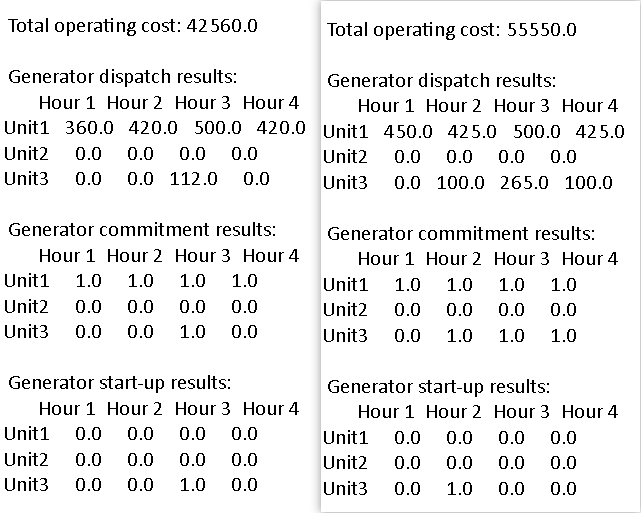 Total operating cost: 42560.0
Generator dispatch results:
Hour 1 Hour 2 Hour 3 Hour 4
Unit1 360.0 420.0 500.0 420.0
Unit2 0.0 0.0 0.0 0.0
Unit3 0.0 0.0 112.0 0.0
Generator commitment results:
Hour 1 Hour 2 Hour 3 Hour 4
Unit1 1.0 1.0 1.0 1.0
Unit2 0.0 0.0 0.0 0.0
Unit3 0.0 0.0 1.0 0.0
Generator start-up results:
Hour 1 Hour 2 Hour 3 Hour 4
Unit1 0.0 0.0 0.0 0.0
Unit2 0.0 0.0 0.0 0.0
Unit3 0.0 0.0 1.0 0.0
Total operating cost: 55550.0
Generator dispatch results:
Hour 1 Hour 2 Hour 3 Hour 4
Unit1 450.0 425.0 500.0 425.0
Unit2 0.0 0.0 0.0 0.0
Unit3 0.0 100.0 265.0 100.0
Generator commitment results:
Hour 1 Hour 2 Hour 3 Hour 4
Unit1 1.0 1.0 1.0 1.0
Unit2 0.0 0.0 0.0 0.0
Unit3 0.0 1.0 1.0 1.0
Generator start-up results:
Hour 1 Hour 2 Hour 3 Hour 4
Unit1 0.0 0.0 0.0 0.0
Unit2 0.0 0.0 0.0 0.0
Unit3 0.0 1.0 0.0 0.0